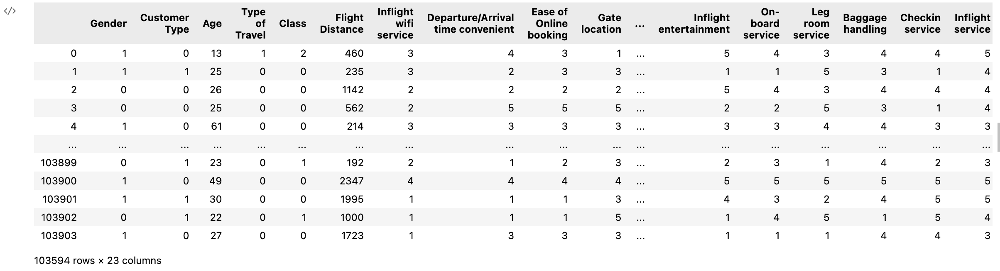 </>
Gender Customer Type Age Type of Travel Class Flight Distance Inflight wifi service Departure/Arrival time convenient Ease of Online booking Gate location ... Inflight entertainment On-board service Leg room service Baggage handling Checkin service Inflight service
0 1 0 13 1 2 460 3 4 3 1 ... 5 4 3 4 4 5
1 1 1 25 0 0 235 3 2 3 3 ... 1 1 5 3 1 4
2 0 0 26 0 0 1142 2 2 2 2 ... 5 4 3 4 4 4
3 0 0 25 0 0 562 2 5 5 5 ... 2 2 5 3 1 4
4 1 0 61 0 0 214 3 3 3 3 ... 3 3 4 4 3 3
... ... ... ... ... ... ... ... ... ... ... ... ... ... ... ... ... ...
103899 0 1 23 0 1 192 2 1 2 3 ... 2 3 1 4 2 3
103900 1 0 49 0 0 2347 4 4 4 4 ... 5 5 5 5 5 5
103901 1 1 30 0 0 1995 1 1 1 3 ... 4 3 2 4 5 5
103902 0 1 22 0 1 1000 1 1 1 5 ... 1 4 5 1 5 4
103903 1 0 27 0 0 1723 1 3 3 3 ... 1 1 1 4 4 3
103594 rows × 23 columns